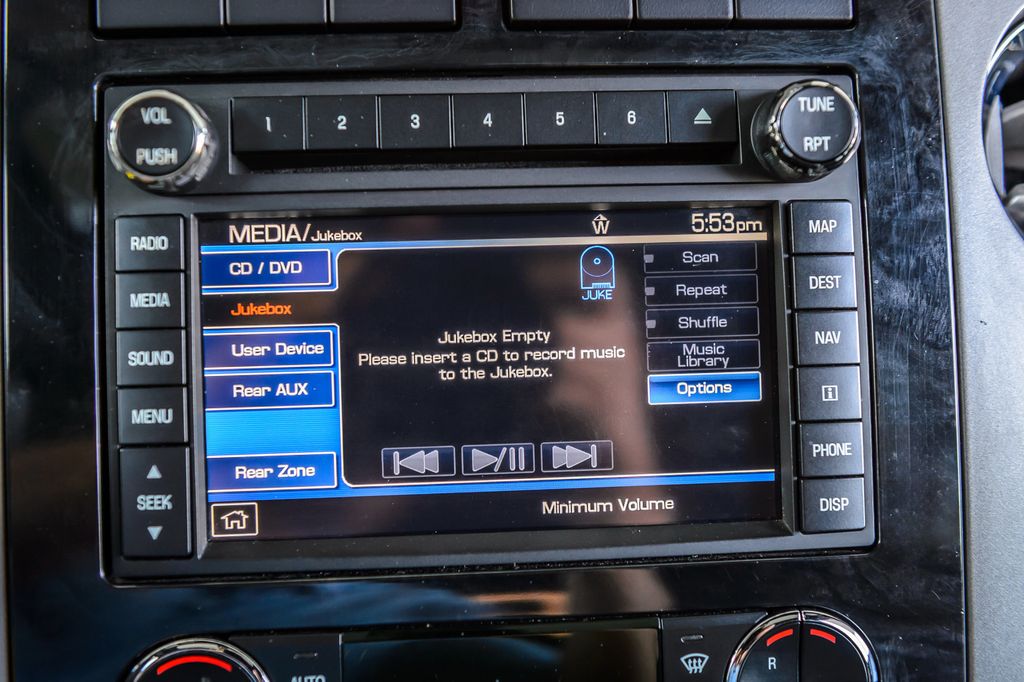 VOL
PUSH
1 2 3 4 5 6
TUNE
RPT
RADIO
MEDIA
SOUND
MENU
SEEK
MEDIA/Jukebox
W
5:53pm
CD / DVD
Jukebox
User Device
Rear AUX
Rear Zone
JUKE
Jukebox Empty
Please insert a CD to record music
to the Jukebox.
Scan
Repeat
Shuffle
Music
Library
Options
Minimum Volume
MAP
DEST
NAV
i
PHONE
DISP
AUTO
R